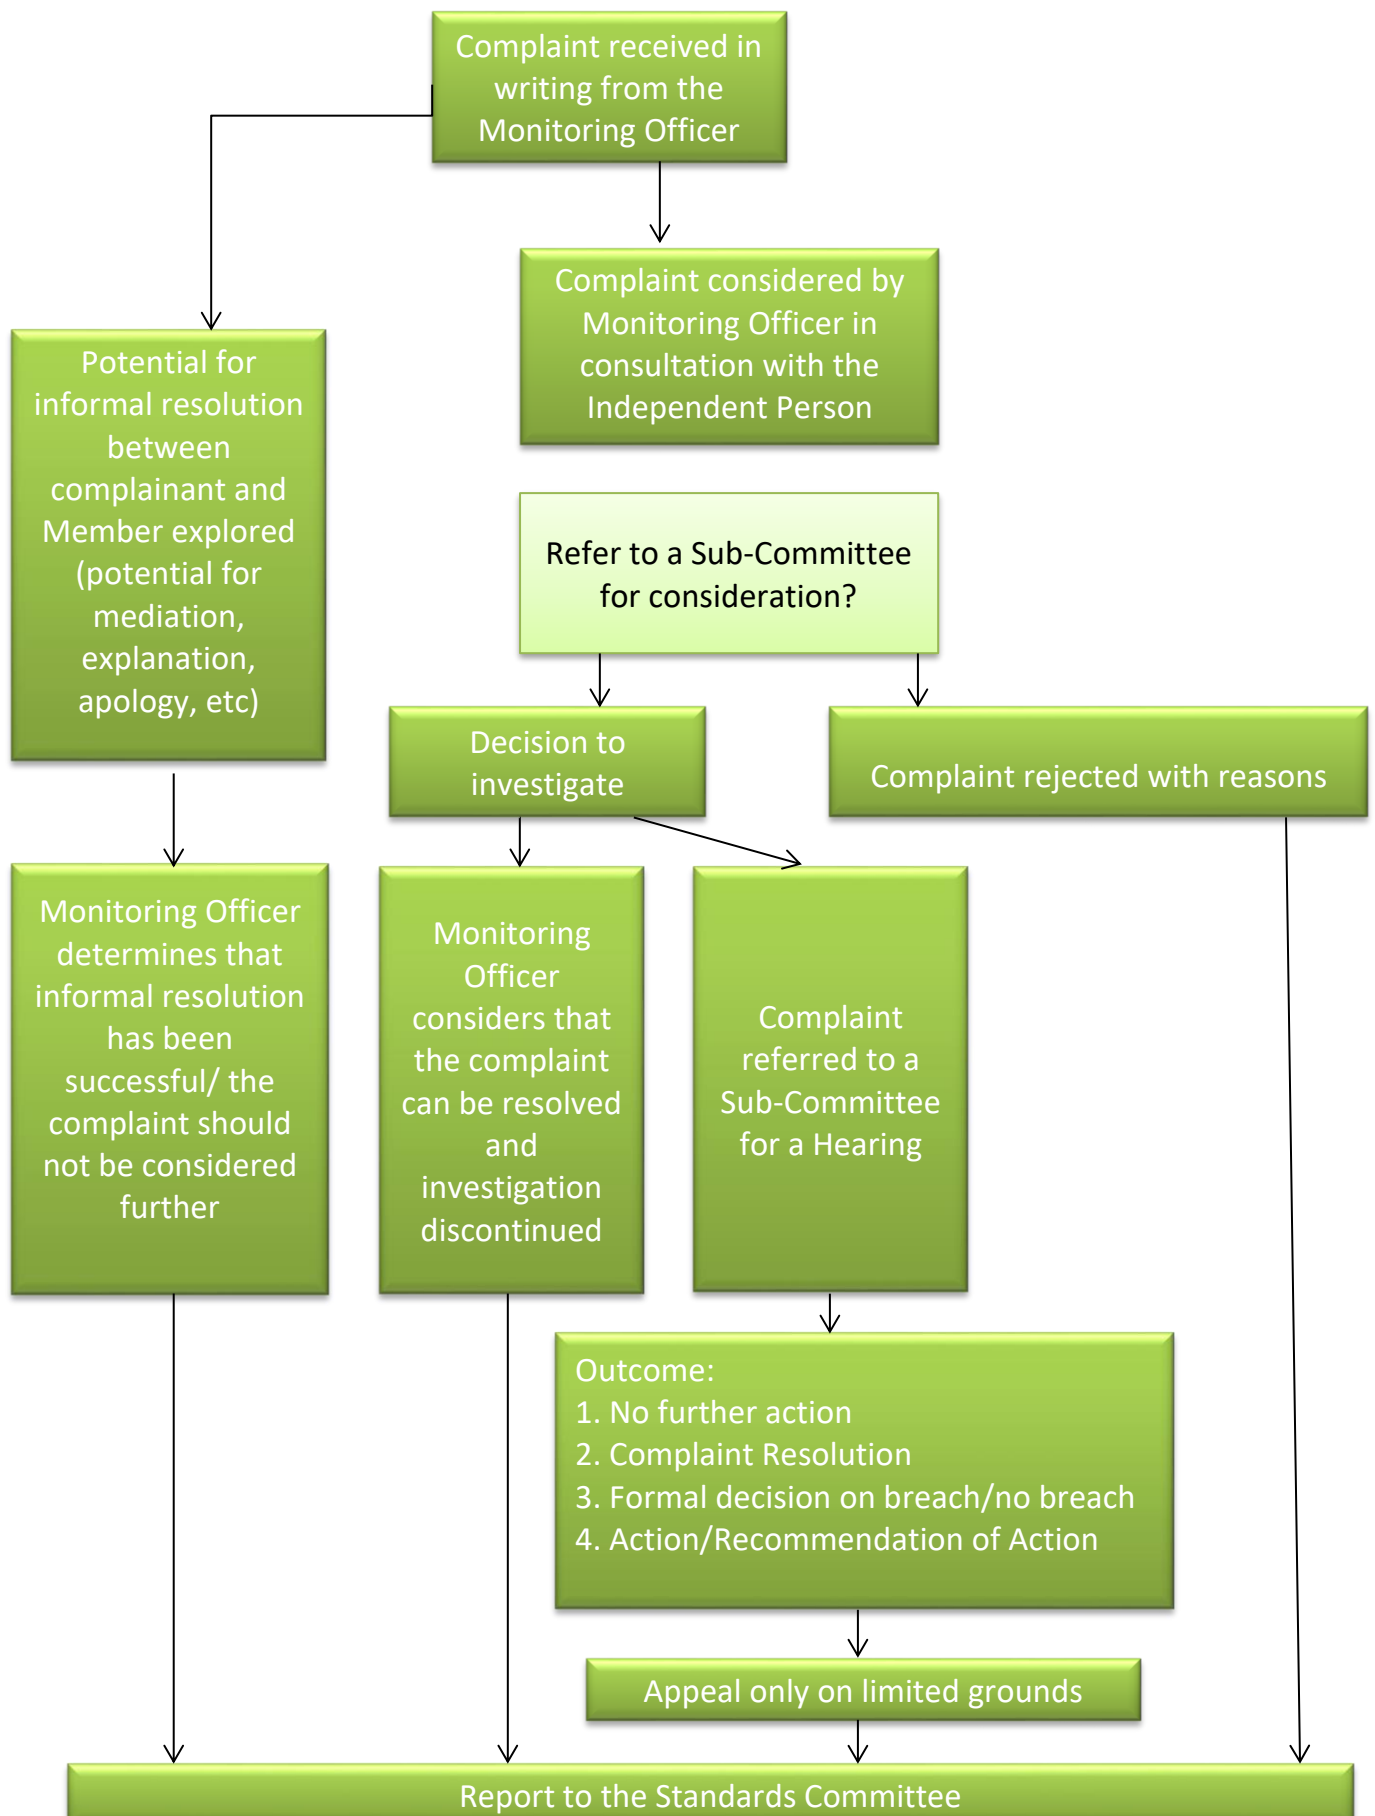 Complaint received in
writing from the
Monitoring Officer
Complaint considered by
Monitoring Officer in
consultation with the
Independent Person
Potential for
informal resolution
between
complainant and
Member explored
(potential for
mediation,
explanation,
apology, etc)
Refer to a Sub-Committee
for consideration?
Decision to
investigate
Complaint rejected with reasons
Monitoring Officer
determines that
informal resolution
has been
successful/ the
complaint should
not be considered
further
Monitoring
Officer
considers that
the complaint
can be resolved
and
investigation
discontinued
Complaint
referred to a
Sub-Committee
for a Hearing
Outcome:
1. No further action
2. Complaint Resolution
3. Formal decision on breach/no breach
4. Action/Recommendation of Action
Appeal only on limited grounds
Report to the Standards Committee